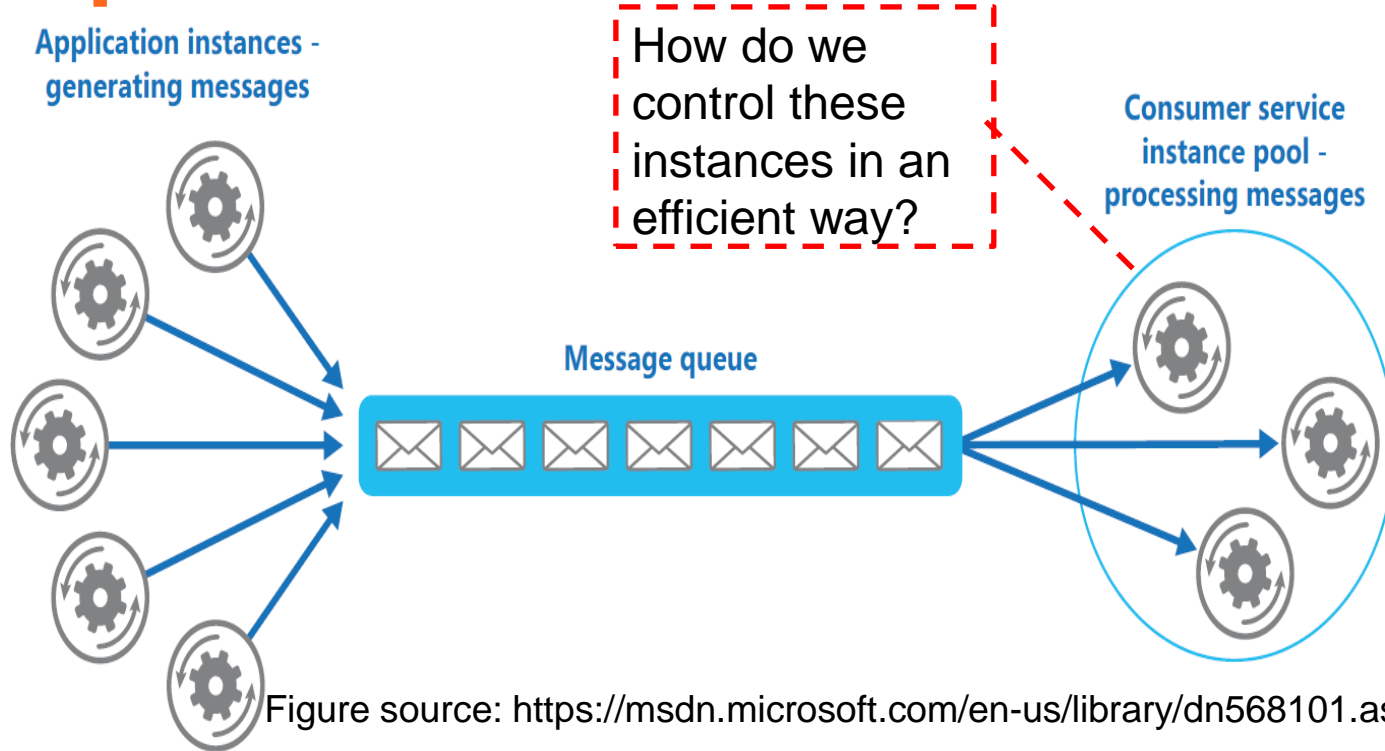 Application instances -
generating messages
How do we
control these
instances in an
efficient way?
Consumer service
instance pool -
processing messages
Message queue
Figure source: https://msdn.microsoft.com/en-us/library/dn568101.as